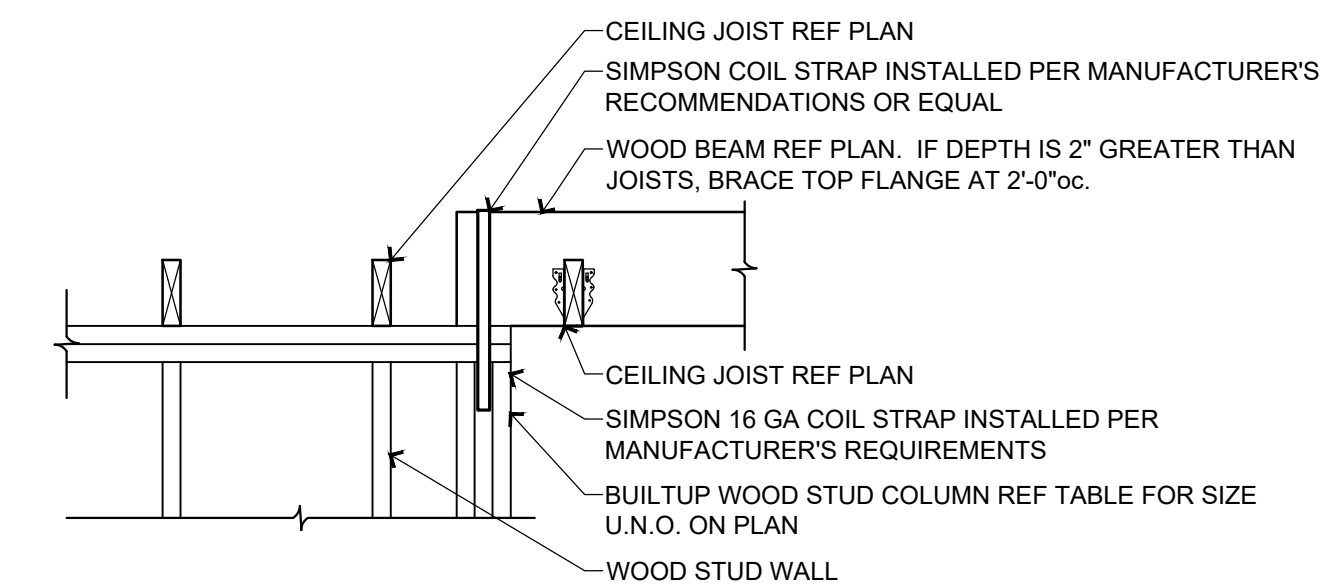 CEILING JOIST REF PLAN
SIMPSON COIL STRAP INSTALLED PER MANUFACTURER'S
RECOMMENDATIONS OR EQUAL
WOOD BEAM REF PLAN.  IF DEPTH IS 2" GREATER THAN
JOISTS, BRACE TOP FLANGE AT 2'-0"oc.
CEILING JOIST REF PLAN
SIMPSON 16 GA COIL STRAP INSTALLED PER
MANUFACTURER'S REQUIREMENTS
BUILTUP WOOD STUD COLUMN REF TABLE FOR SIZE
U.N.O. ON PLAN
WOOD STUD WALL